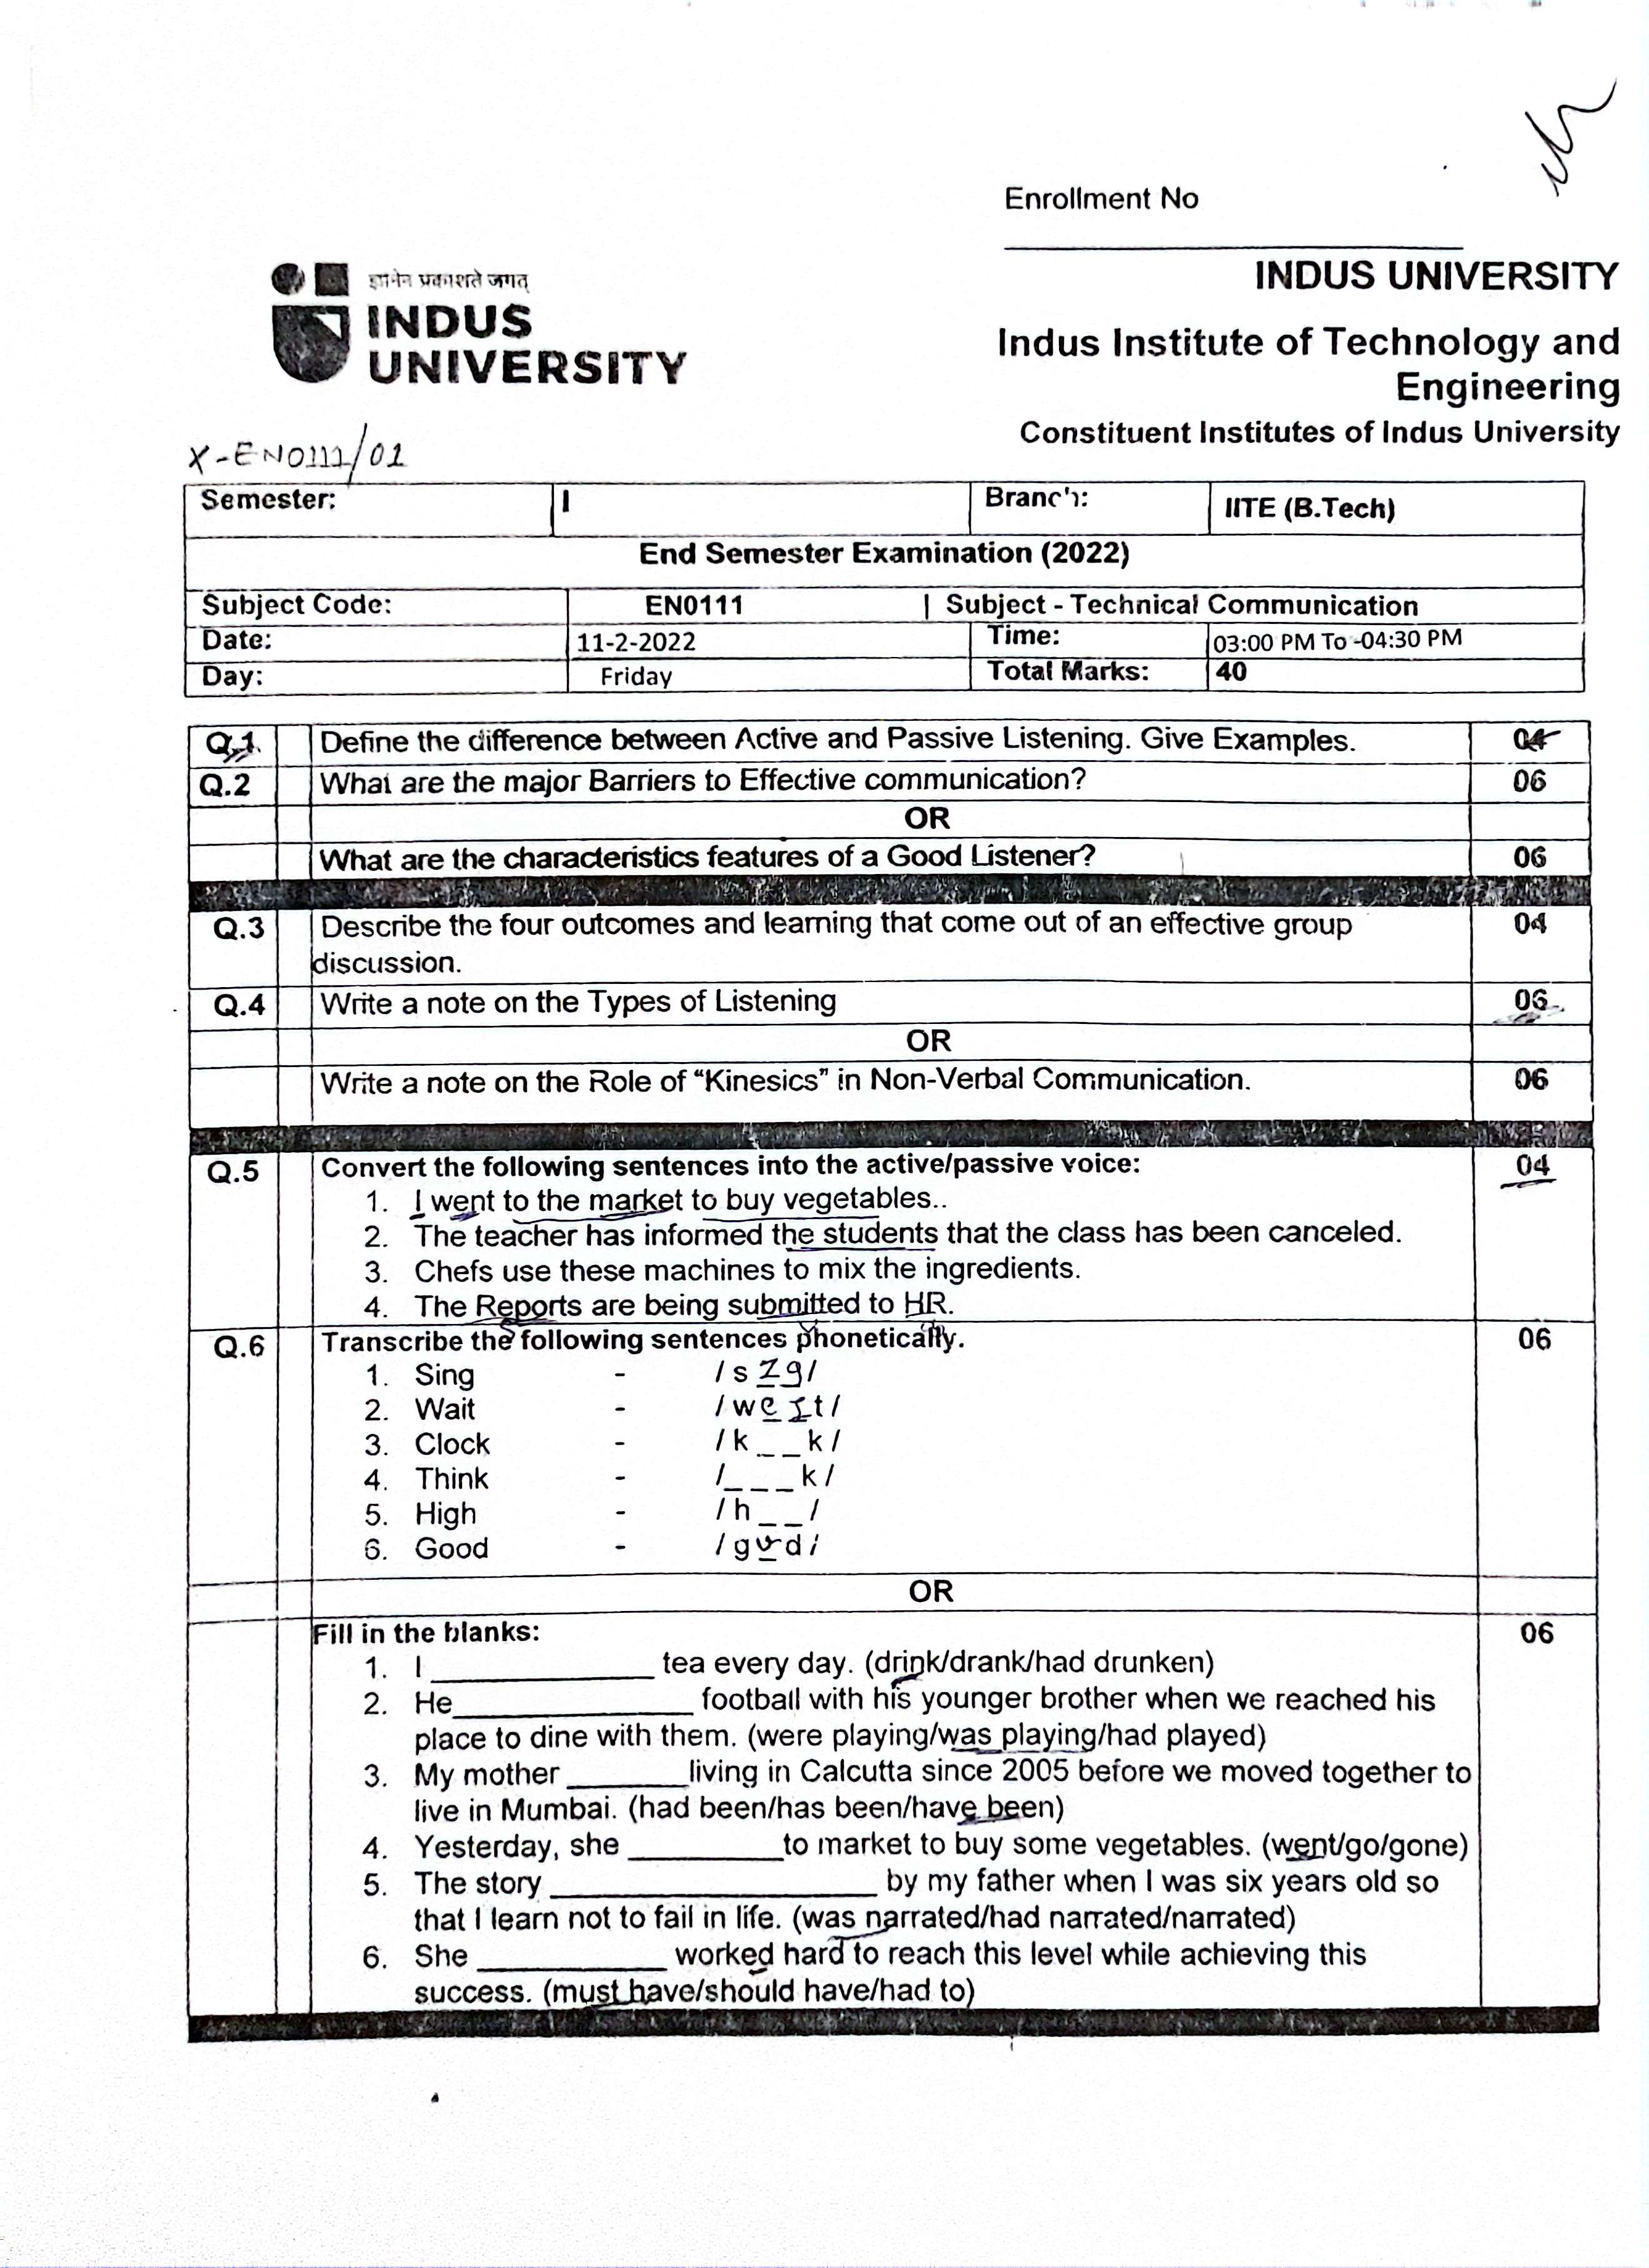 Enrollment No
ज्ञानेन प्रकाशते जगत्
INDUS
UNIVERSITY
INDUS UNIVERSITY
Indus Institute of Technology and
Engineering
Constituent Institutes of Indus University
X-EN0111/01
Semester: I Branch: IITE (B.Tech)
End Semester Examination (2022)
Subject Code: EN0111 | Subject - Technical Communication
Date: 11-2-2022 Time: 03:00 PM To -04:30 PM
Day: Friday Total Marks: 40
Q.1. Define the difference between Active and Passive Listening. Give Examples. 04
Q.2 What are the major Barriers to Effective communication? 06
OR
What are the characteristics features of a Good Listener? 06
Q.3 Describe the four outcomes and learning that come out of an effective group 04
discussion.
Q.4 Write a note on the Types of Listening 06
OR
Write a note on the Role of “Kinesics” in Non-Verbal Communication. 06
Q.5 Convert the following sentences into the active/passive voice: 04
1. I went to the market to buy vegetables..
2. The teacher has informed the students that the class has been canceled.
3. Chefs use these machines to mix the ingredients.
4. The Reports are being submitted to HR.
Q.6 Transcribe the following sentences phonetically. 06
1. Sing - / s I g /
2. Wait - / w e I t /
3. Clock - / k _ _ k /
4. Think - / _ _ _ k /
5. High - / h _ _ /
6. Good - / g ʊ d /
OR
Fill in the blanks: 06
1. I ______________ tea every day. (drink/drank/had drunken)
2. He_______________ football with his younger brother when we reached his
place to dine with them. (were playing/was playing/had played)
3. My mother ________living in Calcutta since 2005 before we moved together to
live in Mumbai. (had been/has been/have been)
4. Yesterday, she __________to market to buy some vegetables. (went/go/gone)
5. The story _____________________ by my father when I was six years old so
that I learn not to fail in life. (was narrated/had narrated/narrated)
6. She ____________ worked hard to reach this level while achieving this
success. (must have/should have/had to)